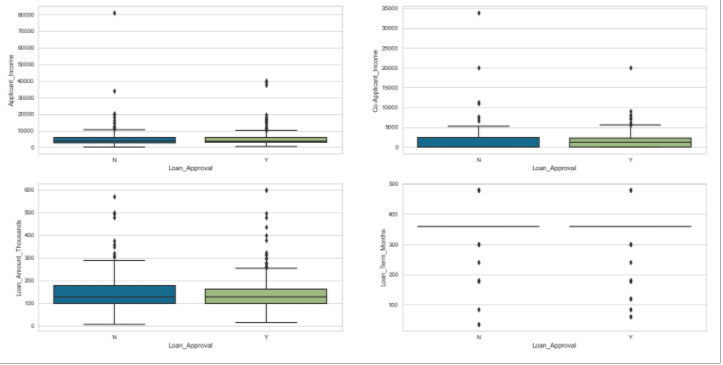 80000
70000
60000
50000
40000
30000
20000
10000
0
Applicant_Income
N Y
Loan_Approval
35000
30000
25000
20000
15000
10000
5000
0
Co-Applicant_Income
N Y
Loan_Approval
600
500
400
300
200
100
0
Loan_Amount_Thousands
N Y
Loan_Approval
500
400
300
200
100
Loan_Term_Months
N Y
Loan_Approval